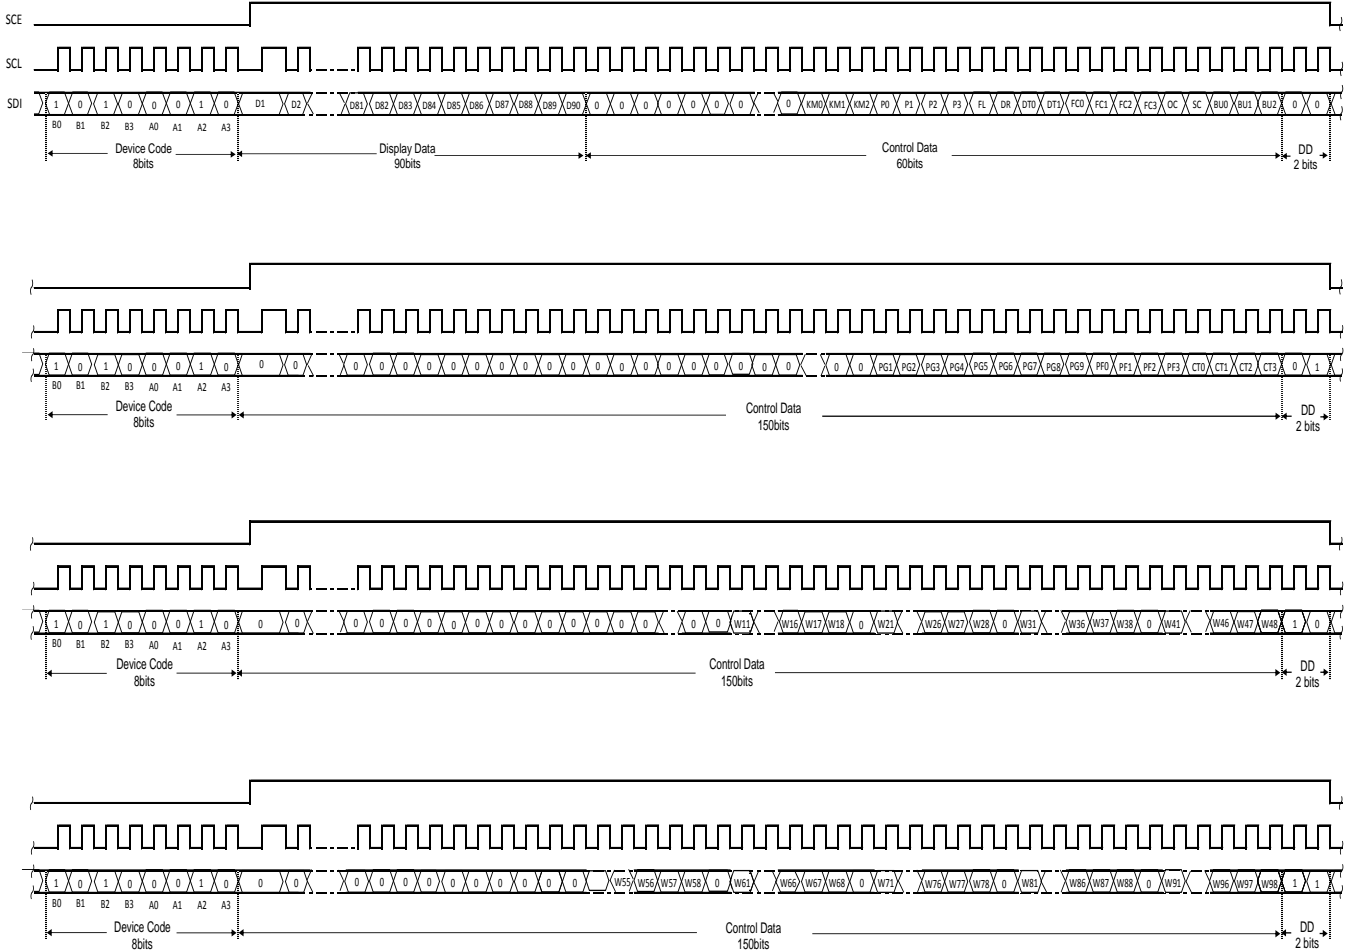 SCE
SCL
SDI 1 0 1 0 0 0 1 0 D1 D2 D81 D82 D83 D84 D85 D86 D87 D88 D89 D90 0 0 0 0 0 0 0 0 KM0 KM1 KM2 P0 P1 P2 P3 FL DR DT0 DT1 FC0 FC1 FC2 FC3 OC SC BU0 BU1 BU2 0 0
B0 B1 B2 B3 A0 A1 A2 A3
Device Code Display Data Control Data DD
8bits 90bits 60bits 2 bits
1 0 1 0 0 0 1 0 0 0 0 0 0 0 0 0 0 0 0 0 0 0 0 0 0 0 0 0 0 0 0 0 PG1 PG2 PG3 PG4 PG5 PG6 PG7 PG8 PG9 PF0 PF1 PF2 PF3 CT0 CT1 CT2 CT3 0 1
B0 B1 B2 B3 A0 A1 A2 A3
Device Code Control Data DD
8bits 150bits 2 bits
1 0 1 0 0 0 1 0 0 0 0 0 0 0 0 0 0 0 0 0 0 0 0 0 0 0 W11 W16 W17 W18 0 W21 W26 W27 W28 0 W31 W36 W37 W38 0 W41 W46 W47 W48 1 0
B0 B1 B2 B3 A0 A1 A2 A3
Device Code Control Data DD
8bits 150bits 2 bits
1 0 1 0 0 0 1 0 0 0 0 0 0 0 0 0 0 0 0 0 0 W55 W56 W57 W58 0 W61 W66 W67 W68 0 W71 W76 W77 W78 0 W81 W86 W87 W88 0 W91 W96 W97 W98 1 1
B0 B1 B2 B3 A0 A1 A2 A3
Device Code Control Data DD
8bits 150bits 2 bits